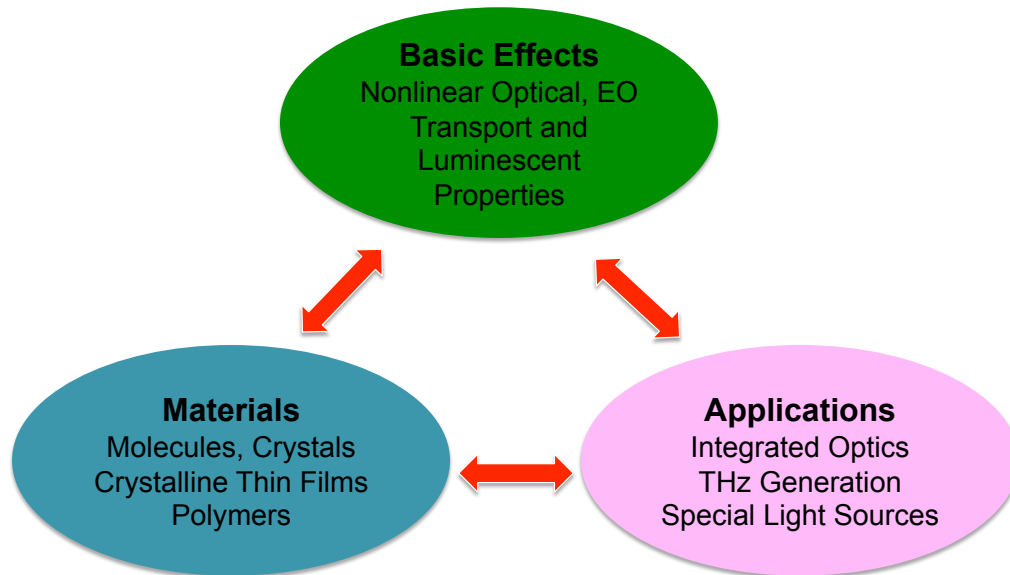 Basic Effects
Nonlinear Optical, EO
Transport and
Luminescent
Properties
Materials
Molecules, Crystals
Crystalline Thin Films
Polymers
Applications
Integrated Optics
THz Generation
Special Light Sources